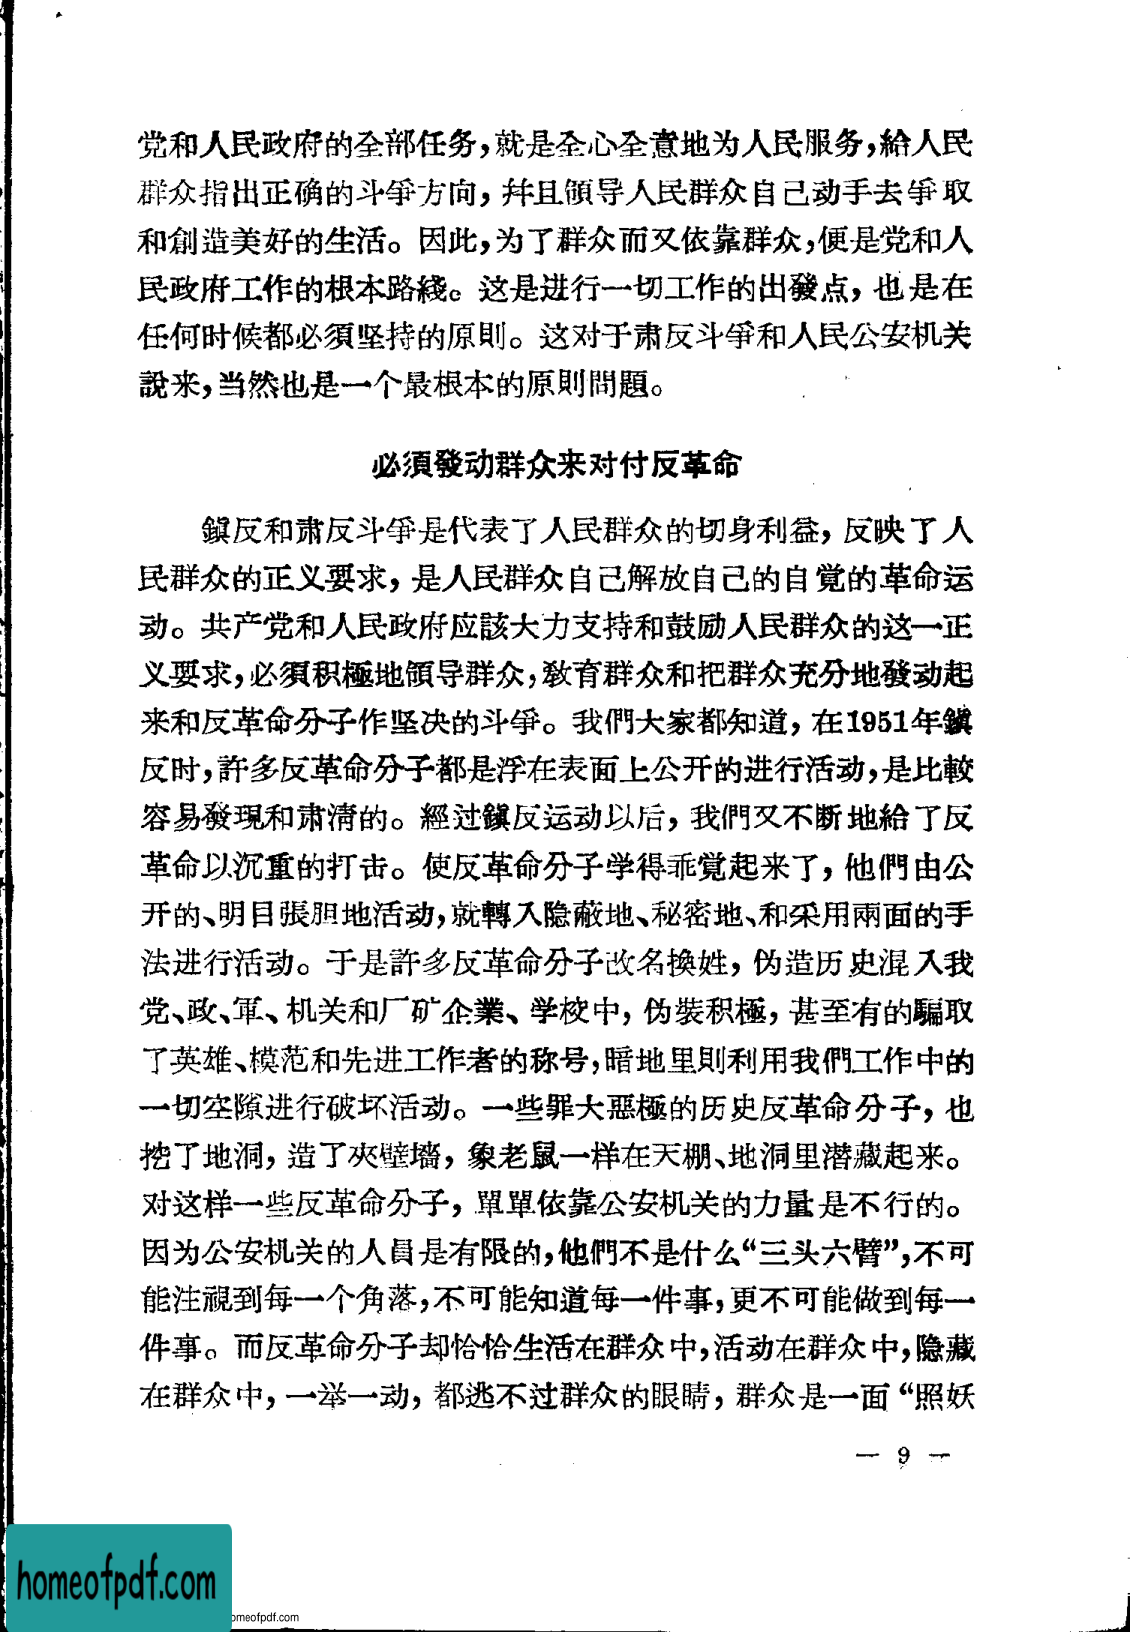 党和人民政府的全部任务，就是全心全意地为人民服务，給人民
群众指出正确的斗爭方向，幷且領导人民群众自己动手去爭取
和創造美好的生活。因此，为了群众而又依靠群众，便是党和人
民政府工作的根本路綫。这是进行一切工作的出發点，也是在
任何时候都必須坚持的原則。这对于肃反斗爭和人民公安机关
說来，当然也是一个最根本的原則問題。
必須發动群众来对付反革命
鎭反和肃反斗爭是代表了人民群众的切身利益，反映了人
民群众的正义要求，是人民群众自己解放自己的自覚的革命运
动。共产党和人民政府应該大力支持和鼓励人民群众的这一正
义要求，必須积極地領导群众，敎育群众和把群众充分地發动起
来和反革命分子作坚决的斗爭。我們大家都知道，在1951年鎭
反时，許多反革命分子都是浮在表面上公开的进行活动，是比較
容易發現和肃清的。經过鎭反运动以后，我們又不断地給了反
革命以沉重的打击。使反革命分子学得乖覚起来了，他們由公
开的、明目張胆地活动，就轉入隐蔽地、秘密地、和采用兩面的手
法进行活动。于是許多反革命分子改名換姓，伪造历史混入我
党、政、軍、机关和厂矿企業、学校中，伪裝积極，甚至有的騙取
了英雄、模范和先进工作者的称号，暗地里則利用我們工作中的
一切空隙进行破坏活动。一些罪大惡極的历史反革命分子，也
挖了地洞，造了夾壁墻，象老鼠一样在天棚、地洞里潜藏起来。
对这样一些反革命分子，單單依靠公安机关的力量是不行的。
因为公安机关的人員是有限的，他們不是什么“三头六臂”，不可
能注視到每一个角落，不可能知道每一件事，更不可能做到每一
件事。而反革命分子却恰恰生活在群众中，活动在群众中，隐藏
在群众中，一举一动，都逃不过群众的眼睛，群众是一面“照妖
— 9 —
homeofpdf.com
omeofpdf.com